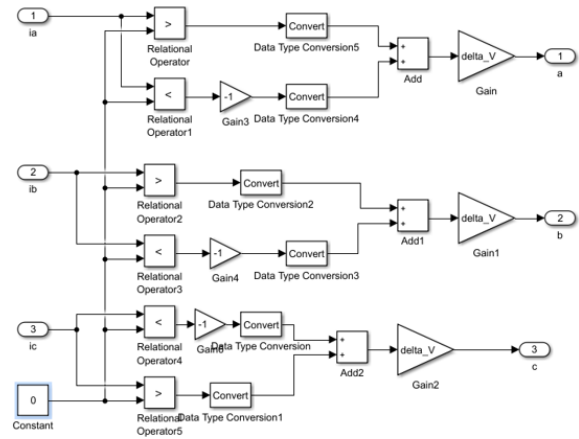 1
ia
>
Relational
Operator
Convert
Data Type Conversion5
+
+
Add
delta_V
Gain
1
a
<
Relational
Operator1
-1
Gain3
Convert
Data Type Conversion4
2
ib
>
Relational
Operator2
Convert
Data Type Conversion2
+
+
Add1
delta_V
Gain1
2
b
<
Relational
Operator3
-1
Gain4
Convert
Data Type Conversion3
3
ic
<
Relational
Operator4
-1
Convert
Data Type Conversion
+
+
Add2
delta_V
Gain2
3
c
0
Constant
>
Relational
Operator5
Convert
Data Type Conversion1